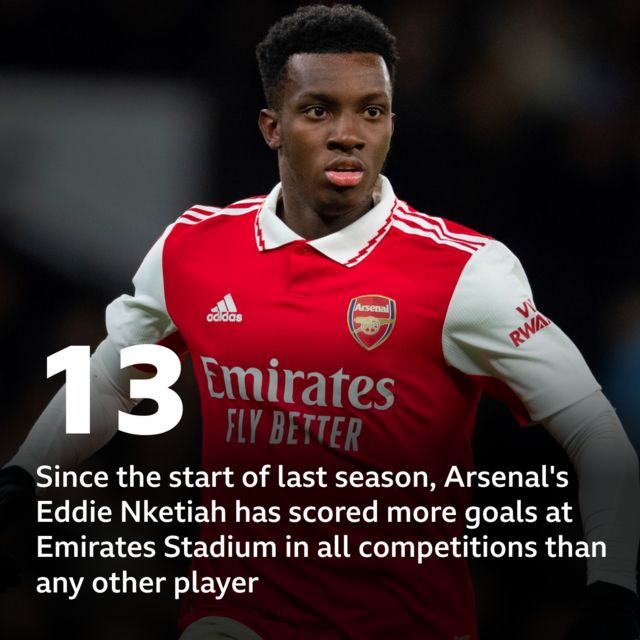 adidas
Arsenal
Emirates
FLY BETTER
13
Since the start of last season, Arsenal's
Eddie Nketiah has scored more goals at
Emirates Stadium in all competitions than
any other player